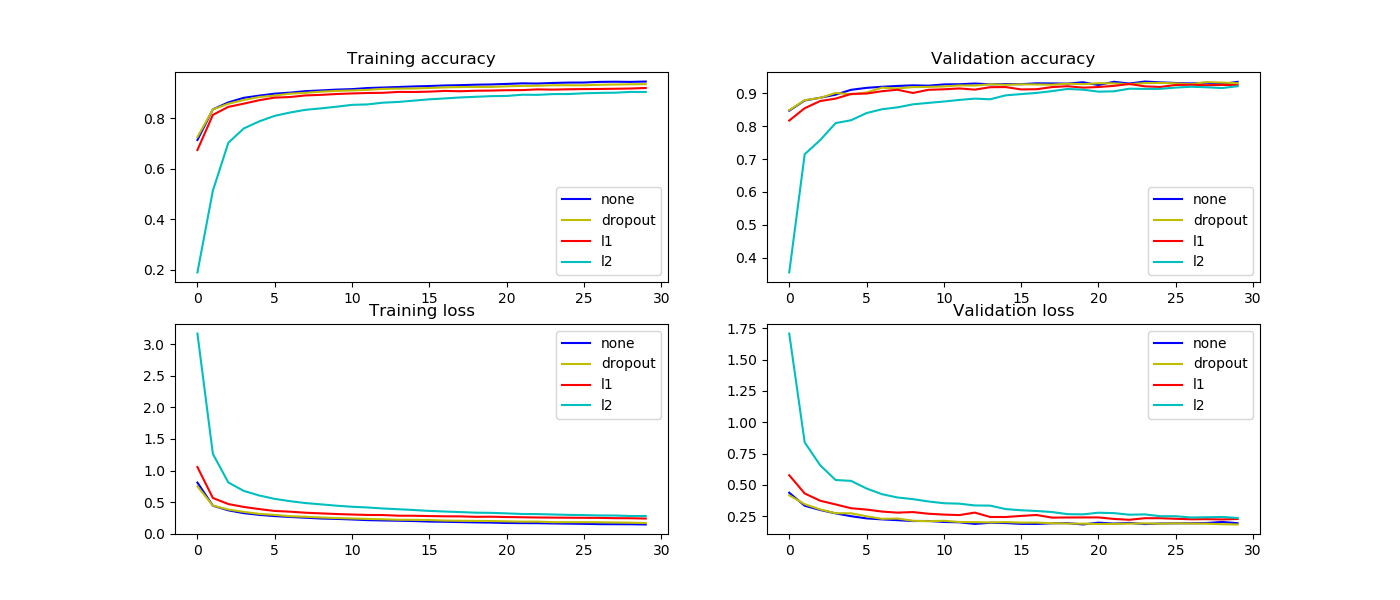 Training accuracy
0.8
0.6
0.4
0.2
0 5 10 15 20 25 30
none
dropout
l1
l2
Validation accuracy
0.9
0.8
0.7
0.6
0.5
0.4
0 5 10 15 20 25 30
none
dropout
l1
l2
Training loss
3.0
2.5
2.0
1.5
1.0
0.5
0.0
0 5 10 15 20 25 30
none
dropout
l1
l2
Validation loss
1.75
1.50
1.25
1.00
0.75
0.50
0.25
0 5 10 15 20 25 30
none
dropout
l1
l2